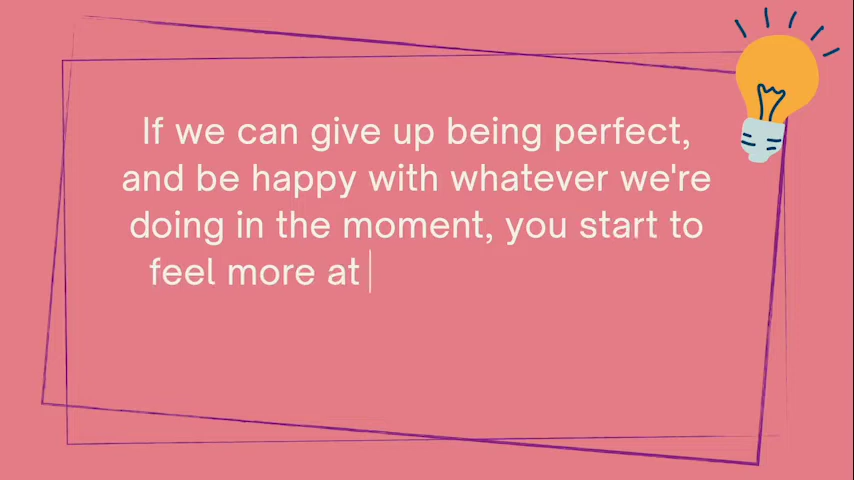 If we can give up being perfect,
and be happy with whatever we're
doing in the moment, you start to
feel more at